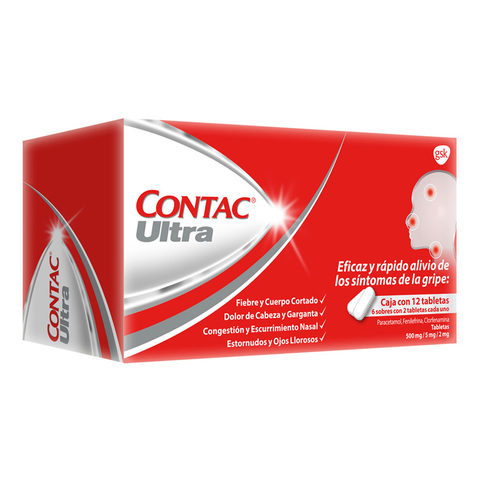 CONTAC®
Ultra
CONTAC®
Ultra
Fiebre y Cuerpo Cortado ✓
Dolor de Cabeza y Garganta ✓
Congestión y Escurrimiento Nasal ✓
Estornudos y Ojos Llorosos ✓
gsk
Eficaz y rápido alivio de
los síntomas de la gripe:
Caja con 12 tabletas
6 sobres con 2 tabletas cada uno
Paracetamol, Fenilefrina, Clorfenamina
Tabletas
500 mg / 5 mg / 2 mg